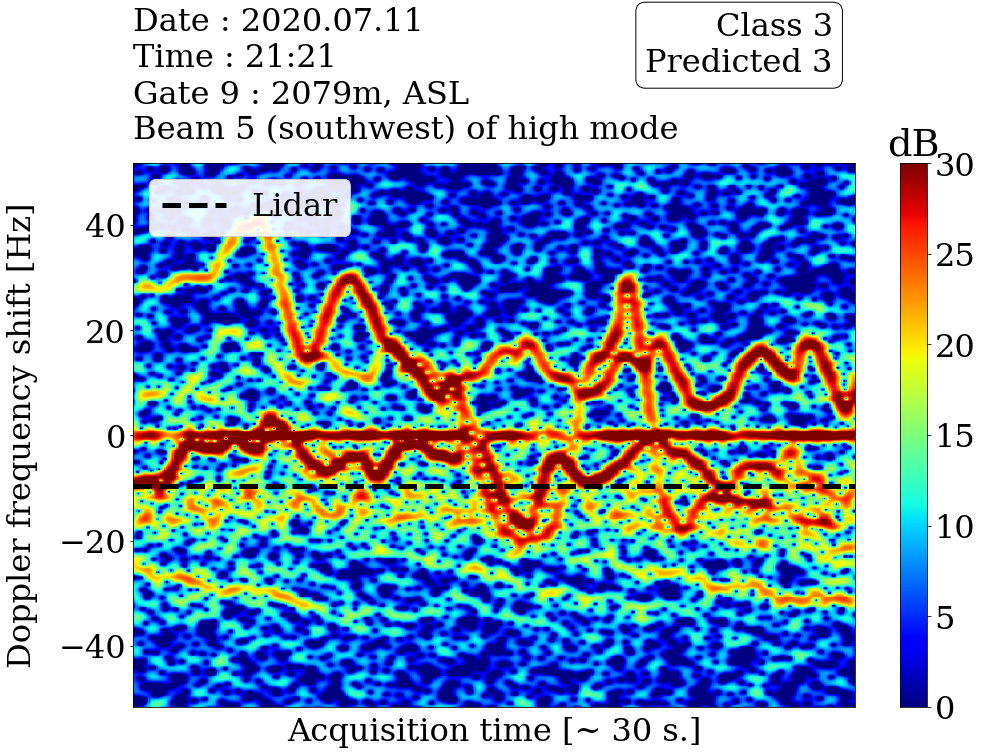 Date : 2020.07.11
Time : 21:21
Gate 9 : 2079m, ASL
Beam 5 (southwest) of high mode
Class 3
Predicted 3
dB
Lidar
Doppler frequency shift [Hz]
40
20
0
−20
−40
30
25
20
15
10
5
0
Acquisition time [~ 30 s.]